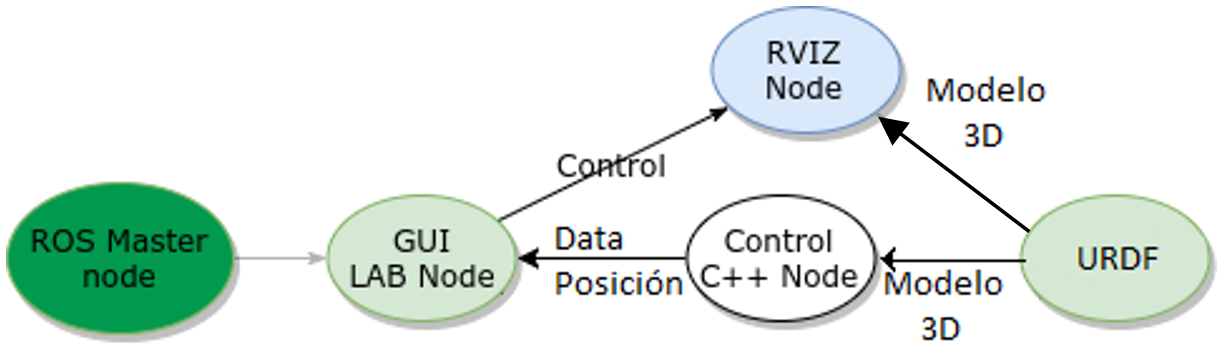 RVIZ
Node
Modelo
3D
Control
ROS Master
node
GUI
LAB Node
Data
Posición
Control
C++ Node
Modelo
3D
URDF